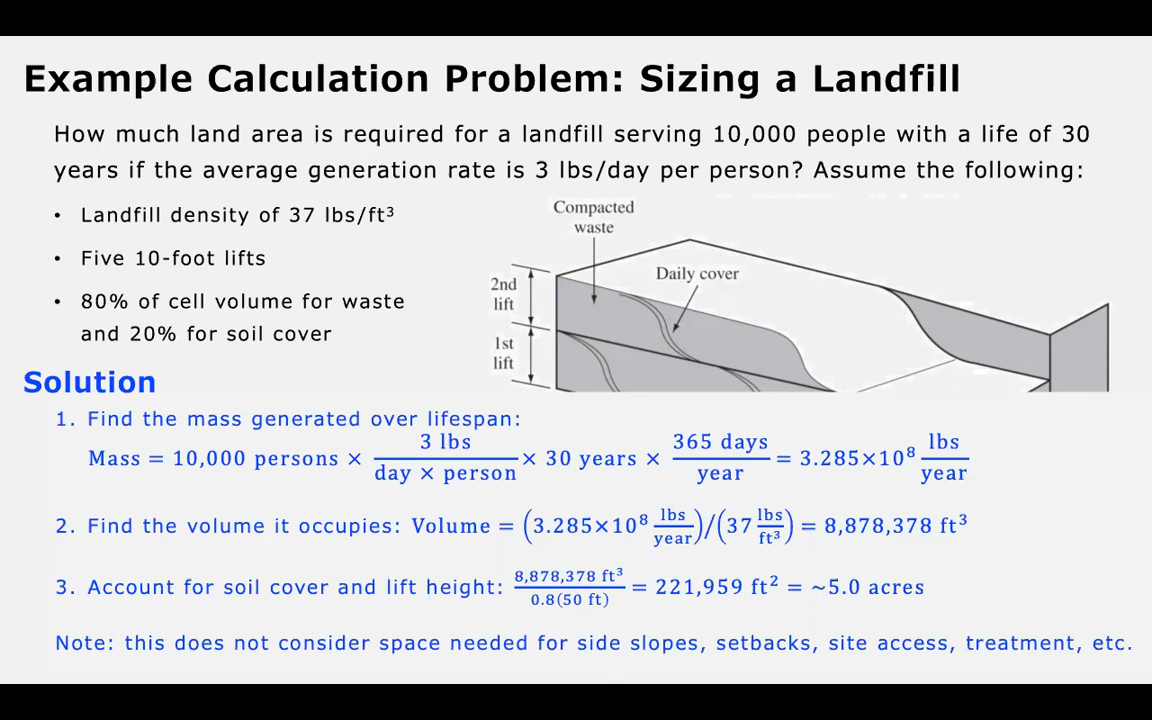 Example Calculation Problem: Sizing a Landfill
How much land area is required for a landfill serving 10,000 people with a life of 30
years if the average generation rate is 3 lbs/day per person? Assume the following:
• Landfill density of 37 lbs/ft³
• Five 10-foot lifts
• 80% of cell volume for waste
and 20% for soil cover
Compacted
waste
Daily cover
2nd
lift
1st
lift
Solution
1. Find the mass generated over lifespan:
Mass = 10,000 persons × 3 lbs / day × person × 30 years × 365 days / year = 3.285×10⁸ lbs / year
2. Find the volume it occupies: Volume = (3.285×10⁸ lbs/year)/(37 lbs/ft³) = 8,878,378 ft³
3. Account for soil cover and lift height: 8,878,378 ft³ / 0.8(50 ft) = 221,959 ft² = ~5.0 acres
Note: this does not consider space needed for side slopes, setbacks, site access, treatment, etc.